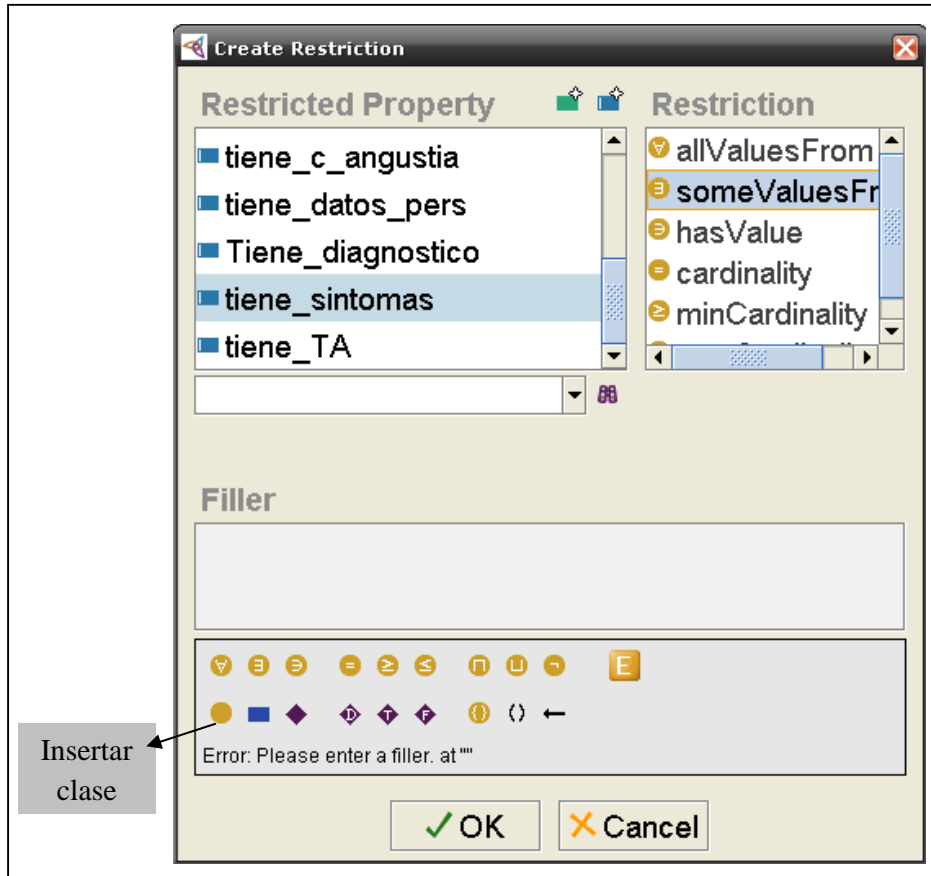 Create Restriction
Restricted Property
Restriction
tiene_c_angustia
tiene_datos_pers
Tiene_diagnostico
tiene_sintomas
tiene_TA
allValuesFrom
someValuesFr
hasValue
cardinality
minCardinality
Filler
E
D T F
Error: Please enter a filler. at ""
Insertar
clase
OK
Cancel